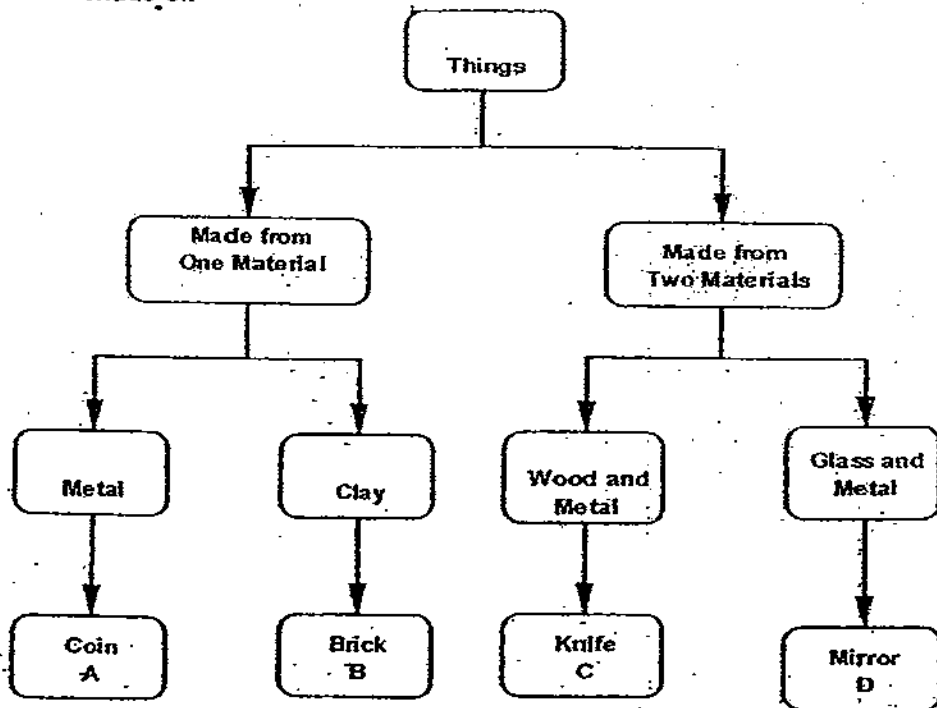 Things
Made from
One Material
Made from
Two Materials
Metal
Clay
Wood and
Metal
Glass and
Metal
Coin
A
Brick
B
Knife
C
Mirror
D